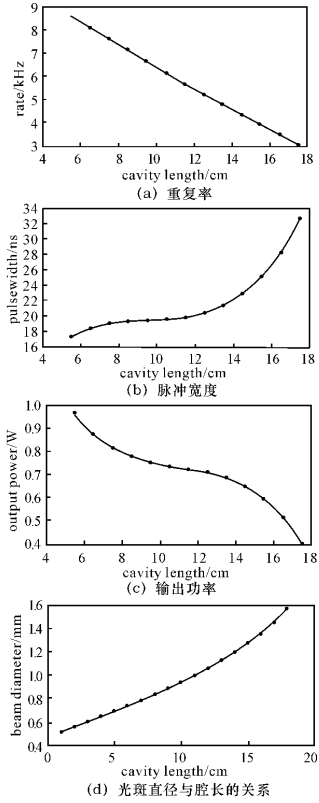 9
8
7
6
5
4
3
rate/kHz
4 6 8 10 12 14 16 18
cavity length/cm
(a) 重复率
34
32
30
28
26
24
22
20
18
16
pulsewidth/ns
4 6 8 10 12 14 16 18
cavity length/cm
(b) 脉冲宽度
1.0
0.9
0.8
0.7
0.6
0.5
0.4
output power/W
4 6 8 10 12 14 16 18
cavity length/cm
(c) 输出功率
1.6
1.4
1.2
1.0
0.8
0.6
0.4
beam diameter/mm
0 5 10 15 20
cavity length/cm
(d) 光斑直径与腔长的关系